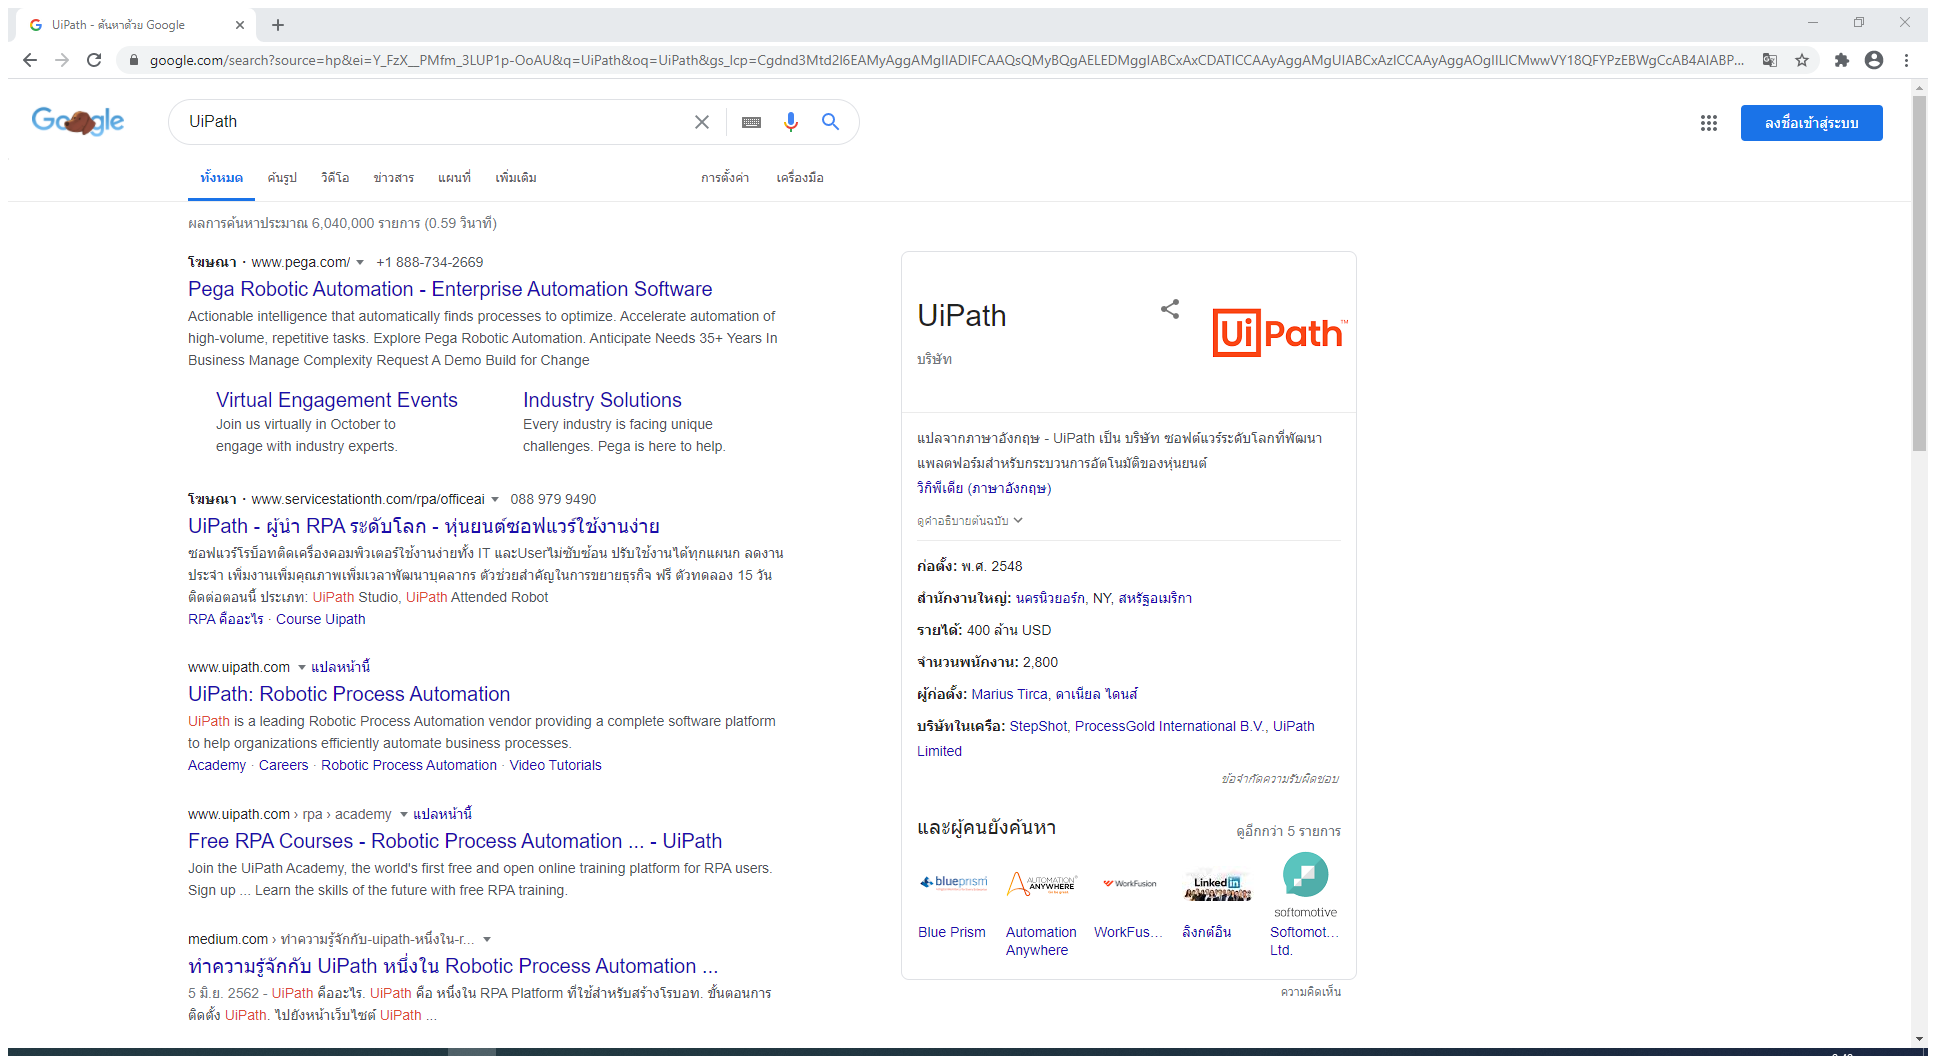 UiPath - ค้นหาด้วย Google
google.com/search?source=hp&ei=Y_FzX__PMfm_3LUP1p-OoAU&q=UiPath&oq=UiPath&gs_lcp=Cgdnd3Mtd2l6EAMyAggAMgIIADIFCAAQsQMyBQgAELEDMggIABCxAxCDATICCAAyAggAMgUIABCxAzICCAAyAggAOgIILlCMwwVY18QFYPzEBWgCcAB4AIABP...
Google
UiPath
ลงชื่อเข้าสู่ระบบ
ทั้งหมด ค้นรูป วิดีโอ ข่าวสาร แผนที่ เพิ่มเติม การตั้งค่า เครื่องมือ
ผลการค้นหาประมาณ 6,040,000 รายการ (0.59 วินาที)
โฆษณา · www.pega.com/ +1 888-734-2669
Pega Robotic Automation - Enterprise Automation Software
Actionable intelligence that automatically finds processes to optimize. Accelerate automation of
high-volume, repetitive tasks. Explore Pega Robotic Automation. Anticipate Needs 35+ Years In
Business Manage Complexity Request A Demo Build for Change
Virtual Engagement Events
Join us virtually in October to
engage with industry experts.
Industry Solutions
Every industry is facing unique
challenges. Pega is here to help.
โฆษณา · www.servicestationth.com/rpa/officeai 088 979 9490
UiPath - ผู้นำ RPA ระดับโลก - หุ่นยนต์ซอฟแวร์ใช้งานง่าย
ซอฟแวร์โรบ็อทติดเครื่องคอมพิวเตอร์ใช้งานง่ายทั้ง IT และUserไม่ซับซ้อน ปรับใช้งานได้ทุกแผนก ลดงาน
ประจำ เพิ่มงานเพิ่มคุณภาพเพิ่มเวลาพัฒนาบุคลากร ตัวช่วยสำคัญในการขยายธุรกิจ ฟรี ตัวทดลอง 15 วัน
ติดต่อตอนนี้ ประเภท: UiPath Studio, UiPath Attended Robot
RPA คืออะไร · Course Uipath
www.uipath.com แปลหน้านี้
UiPath: Robotic Process Automation
UiPath is a leading Robotic Process Automation vendor providing a complete software platform
to help organizations efficiently automate business processes.
Academy · Careers · Robotic Process Automation · Video Tutorials
www.uipath.com › rpa › academy แปลหน้านี้
Free RPA Courses - Robotic Process Automation ... - UiPath
Join the UiPath Academy, the world's first free and open online training platform for RPA users.
Sign up ... Learn the skills of the future with free RPA training.
medium.com › ทำความรู้จักกับ-uipath-หนึ่งใน-r...
ทำความรู้จักกับ UiPath หนึ่งใน Robotic Process Automation ...
5 มิ.ย. 2562 - UiPath คืออะไร. UiPath คือ หนึ่งใน RPA Platform ที่ใช้สำหรับสร้างโรบอท. ขั้นตอนการ
ติดตั้ง UiPath. ไปยังหน้าเว็บไซต์ UiPath ...
UiPath
บริษัท
Ui Path™
แปลจากภาษาอังกฤษ - UiPath เป็น บริษัท ซอฟต์แวร์ระดับโลกที่พัฒนา
แพลตฟอร์มสำหรับกระบวนการอัตโนมัติของหุ่นยนต์
วิกิพีเดีย (ภาษาอังกฤษ)
ดูคำอธิบายต้นฉบับ
ก่อตั้ง: พ.ศ. 2548
สำนักงานใหญ่: นครนิวยอร์ก, NY, สหรัฐอเมริกา
รายได้: 400 ล้าน USD
จำนวนพนักงาน: 2,800
ผู้ก่อตั้ง: Marius Tirca, ดาเนียล ไดนส์
บริษัทในเครือ: StepShot, ProcessGold International B.V., UiPath
Limited
ข้อจำกัดความรับผิดชอบ
และผู้คนยังค้นหา
ดูอีกกว่า 5 รายการ
blueprism
AUTOMATION
ANYWHERE
WorkFusion
Linked in
softomotive
Blue Prism
Automation
Anywhere
WorkFus...
ลิงกต์อิน
Softomot...
Ltd.
ความคิดเห็น